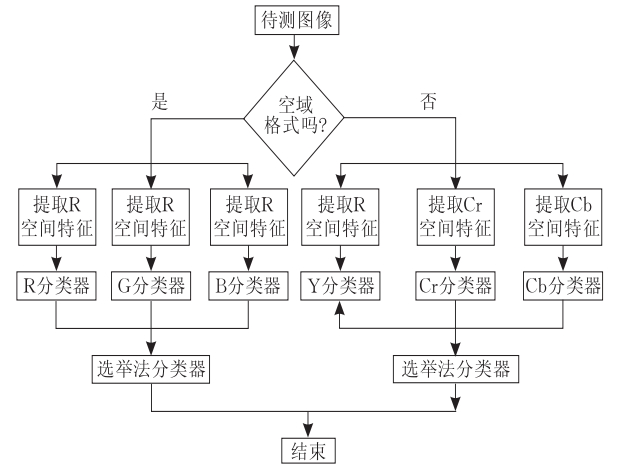 待测图像
空域
格式吗?
是
否
提取R
空间特征
提取R
空间特征
提取R
空间特征
提取R
空间特征
提取Cr
空间特征
提取Cb
空间特征
R分类器
G分类器
B分类器
Y分类器
Cr分类器
Cb分类器
选举法分类器
选举法分类器
结束